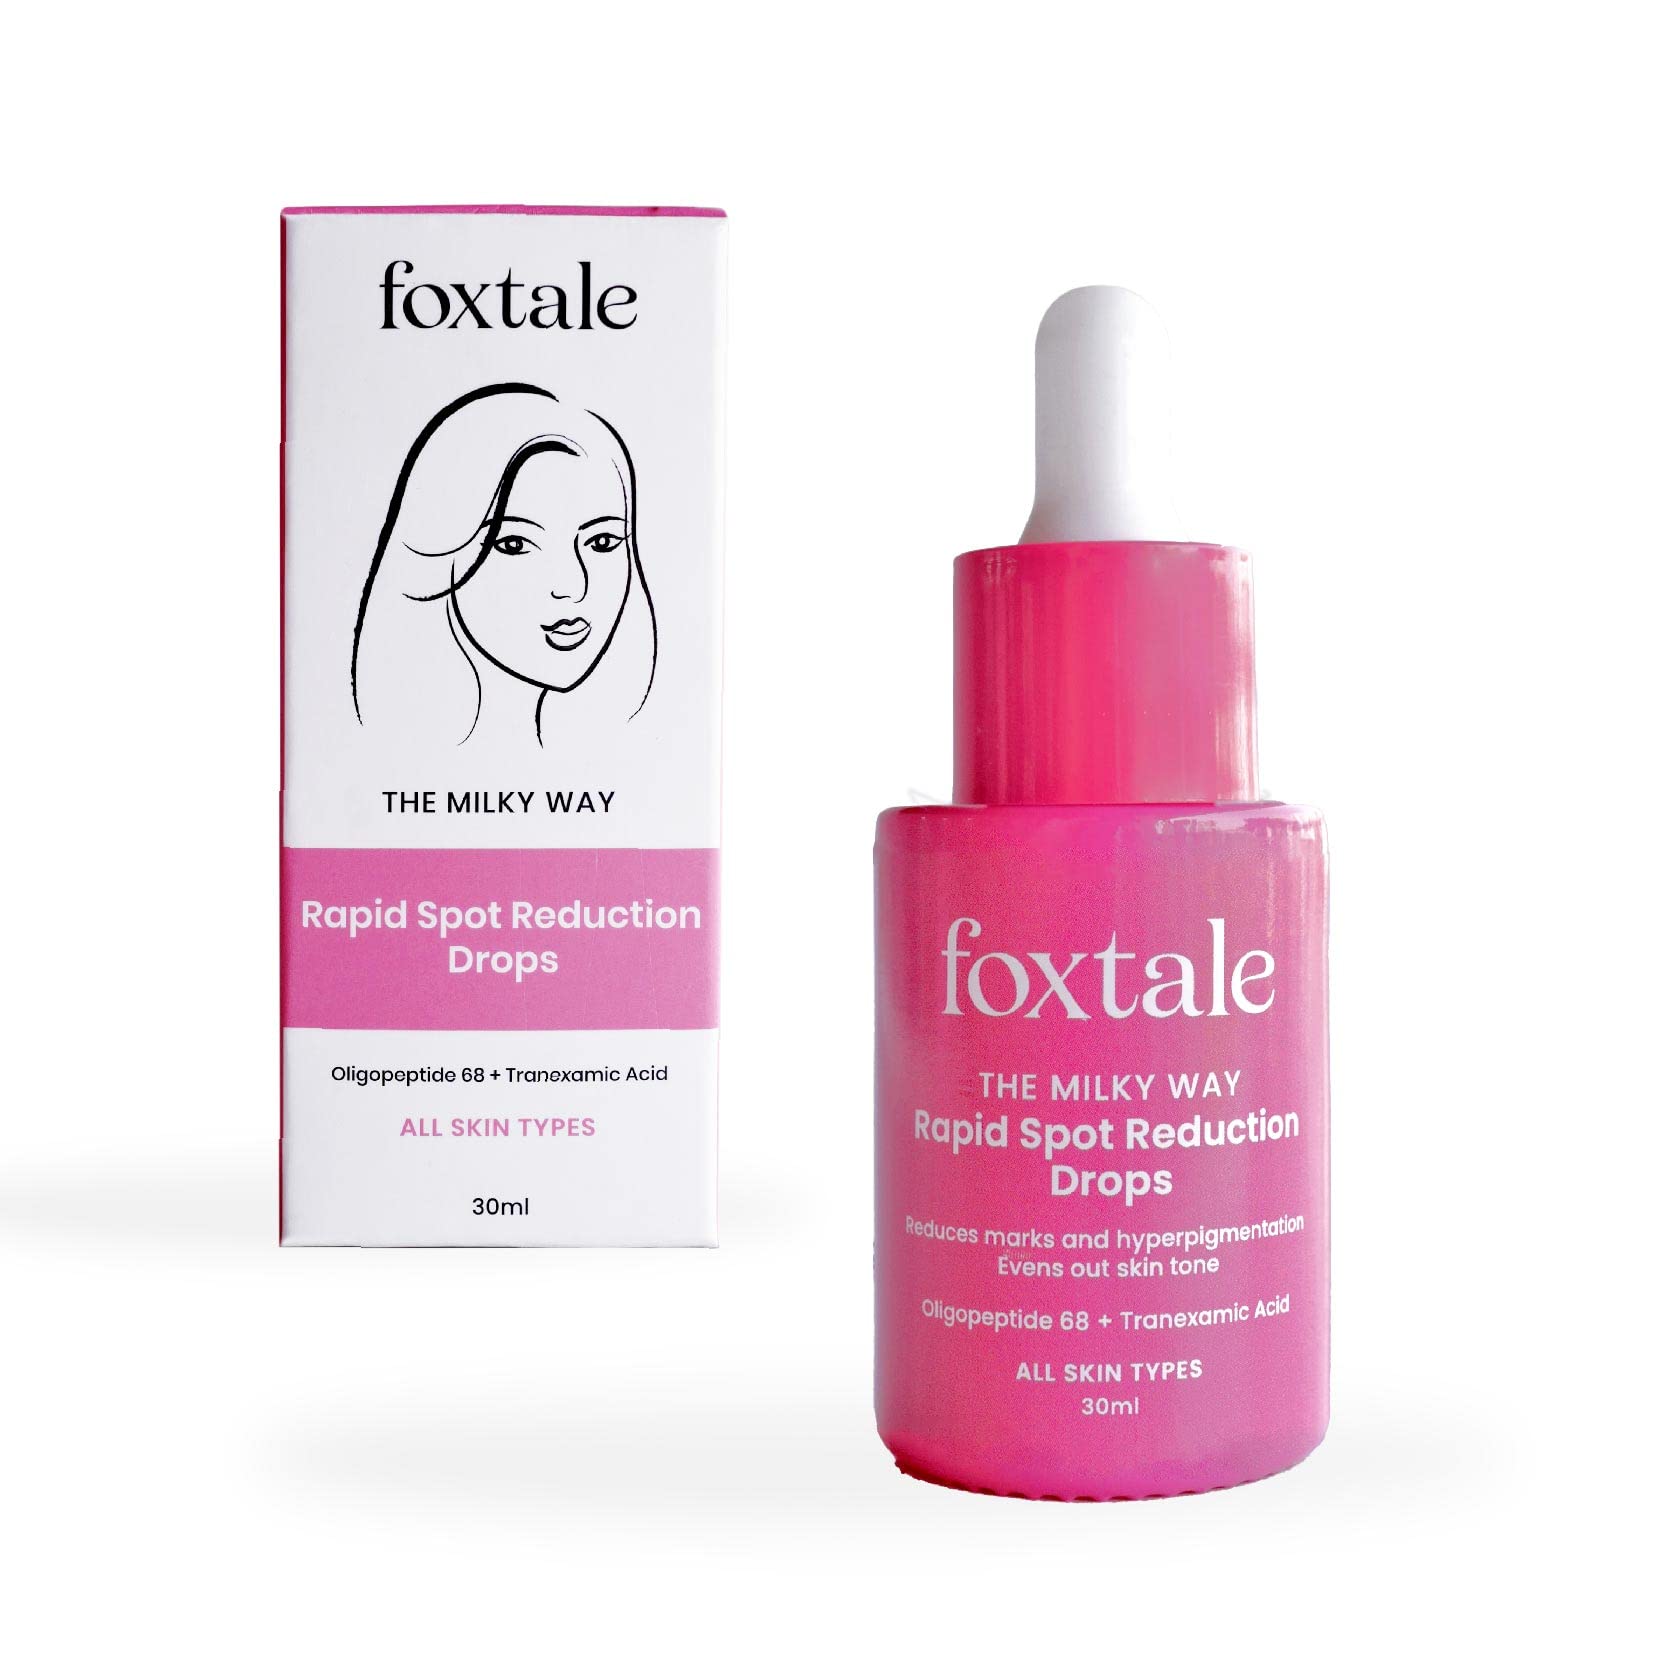 foxtale
THE MILKY WAY
Rapid Spot Reduction
Drops
Oligopeptide 68 + Tranexamic Acid
ALL SKIN TYPES
30ml
foxtale
THE MILKY WAY
Rapid Spot Reduction
Drops
Reduces marks and hyperpigmentation
Evens out skin tone
Oligopeptide 68 + Tranexamic Acid
ALL SKIN TYPES
30ml